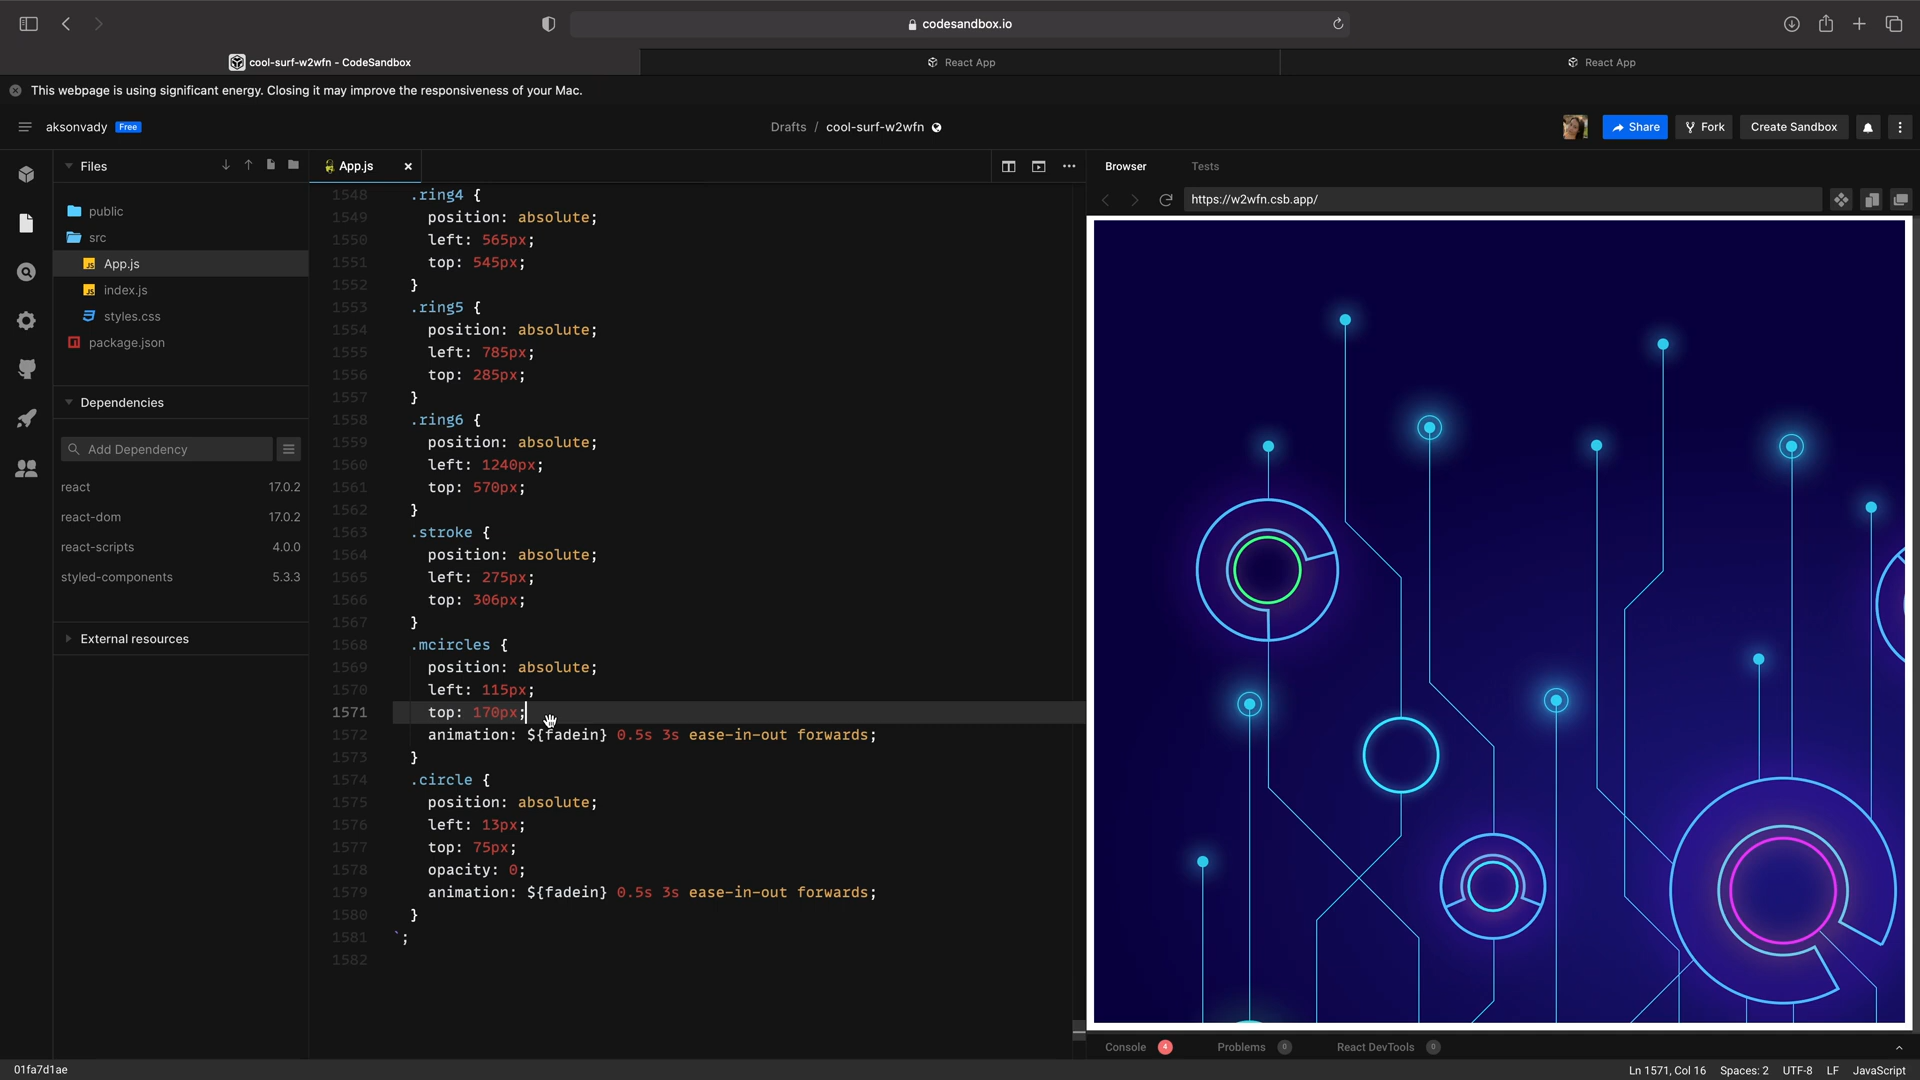 codesandbox.io
cool-surf-w2wfn - CodeSandbox
React App
React App
This webpage is using significant energy. Closing it may improve the responsiveness of your Mac.
aksonvady Free
Drafts / cool-surf-w2wfn
Share
Fork
Create Sandbox
Files
public
src
App.js
index.js
styles.css
package.json
Dependencies
Add Dependency
react 17.0.2
react-dom 17.0.2
react-scripts 4.0.0
styled-components 5.3.3
External resources
App.js
1548 .ring4 {
1549 position: absolute;
1550 left: 565px;
1551 top: 545px;
1552 }
1553 .ring5 {
1554 position: absolute;
1555 left: 785px;
1556 top: 285px;
1557 }
1558 .ring6 {
1559 position: absolute;
1560 left: 1240px;
1561 top: 570px;
1562 }
1563 .stroke {
1564 position: absolute;
1565 left: 275px;
1566 top: 306px;
1567 }
1568 .mcircles {
1569 position: absolute;
1570 left: 115px;
1571 top: 170px;
1572 animation: ${fadein} 0.5s 3s ease-in-out forwards;
1573 }
1574 .circle {
1575 position: absolute;
1576 left: 13px;
1577 top: 75px;
1578 opacity: 0;
1579 animation: ${fadein} 0.5s 3s ease-in-out forwards;
1580 }
1581 `;
1582
Browser
Tests
https://w2wfn.csb.app/
Console 4
Problems 0
React DevTools 0
01fa7d1ae
Ln 1571, Col 16 Spaces: 2 UTF-8 LF JavaScript